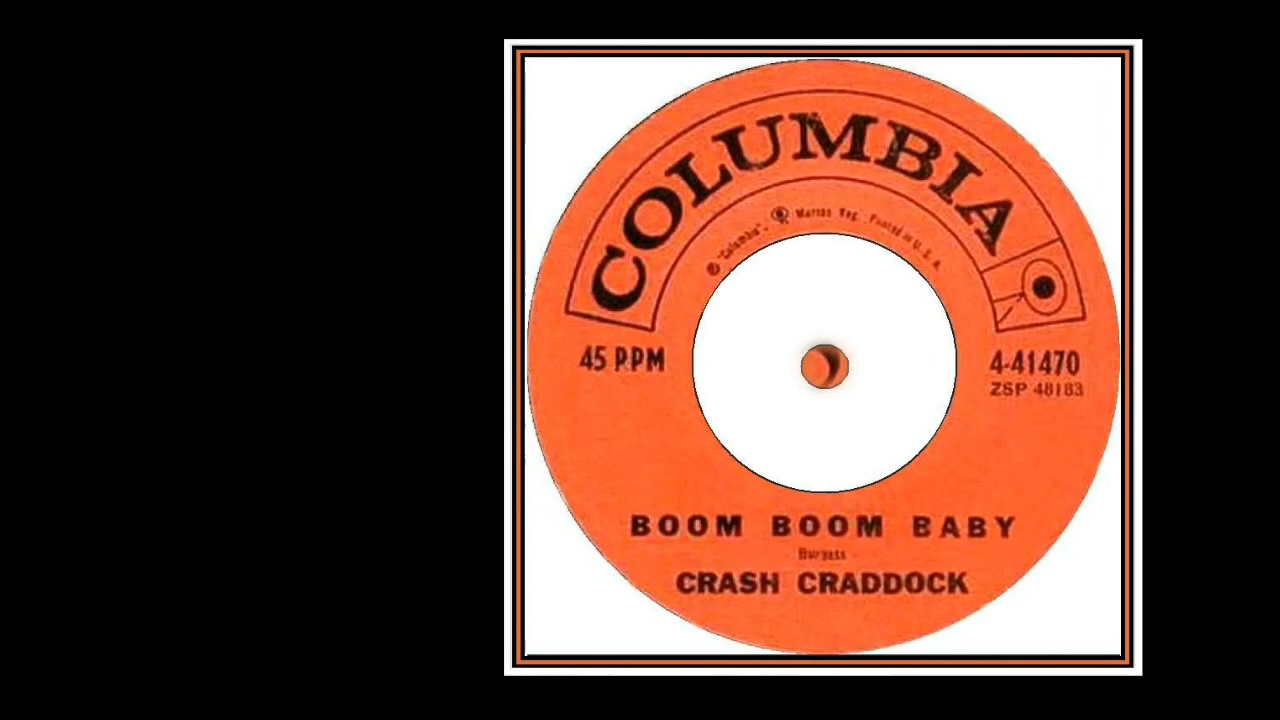 COLUMBIA
® "Columbia", Marcas Reg. Printed in U. S. A.
45 RPM
4-41470
ZSP 48183
BOOM BOOM BABY
Burgess
CRASH CRADDOCK